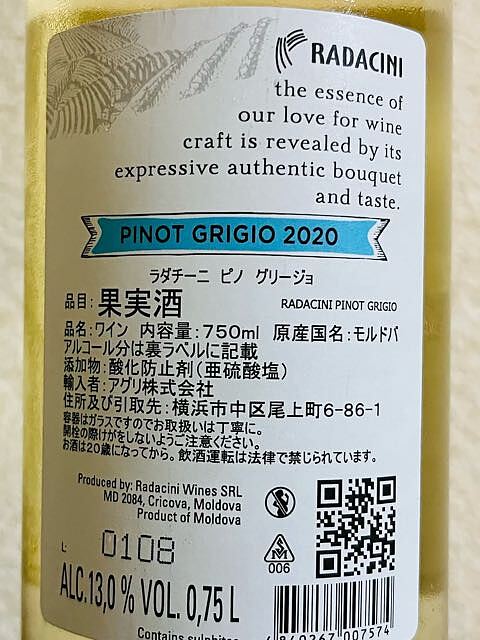 RADACINI
the essence of
our love for wine
craft is revealed by its
expressive authentic bouquet
and taste.
PINOT GRIGIO 2020
ラダチーニ ピノ グリージョ
品目：果実酒 RADACINI PINOT GRIGIO
品名：ワイン 内容量：750ml 原産国名：モルドバ
アルコール分は裏ラベルに記載
添加物：酸化防止剤（亜硫酸塩）
輸入者：アグリ株式会社
住所及び引取先：横浜市中区尾上町6-86-1
容器はガラスですのでお取扱いは丁寧に。
開栓の際けがをしないようご注意ください。
お酒は20歳になってから。飲酒運転は法律で禁じられています。
Produced by: Radacini Wines SRL
MD 2084, Cricova, Moldova
Product of Moldova
L: 0108
SM
006
ALC.13,0 % VOL. 0,75 L
4840267007574
Contains sulphites